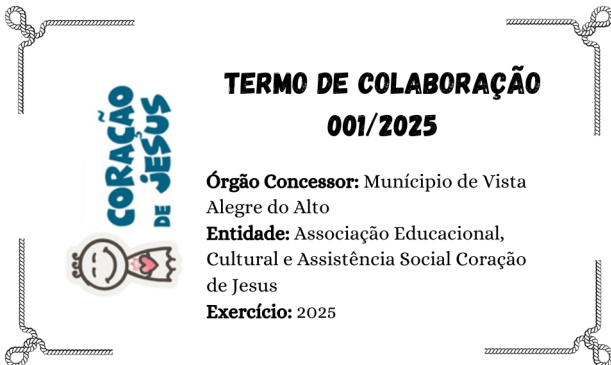 CORAÇÃO
DE JESUS
TERMO DE COLABORAÇÃO
001/2025
Órgão Concessor: Munícipio de Vista
Alegre do Alto
Entidade: Associação Educacional,
Cultural e Assistência Social Coração
de Jesus
Exercício: 2025